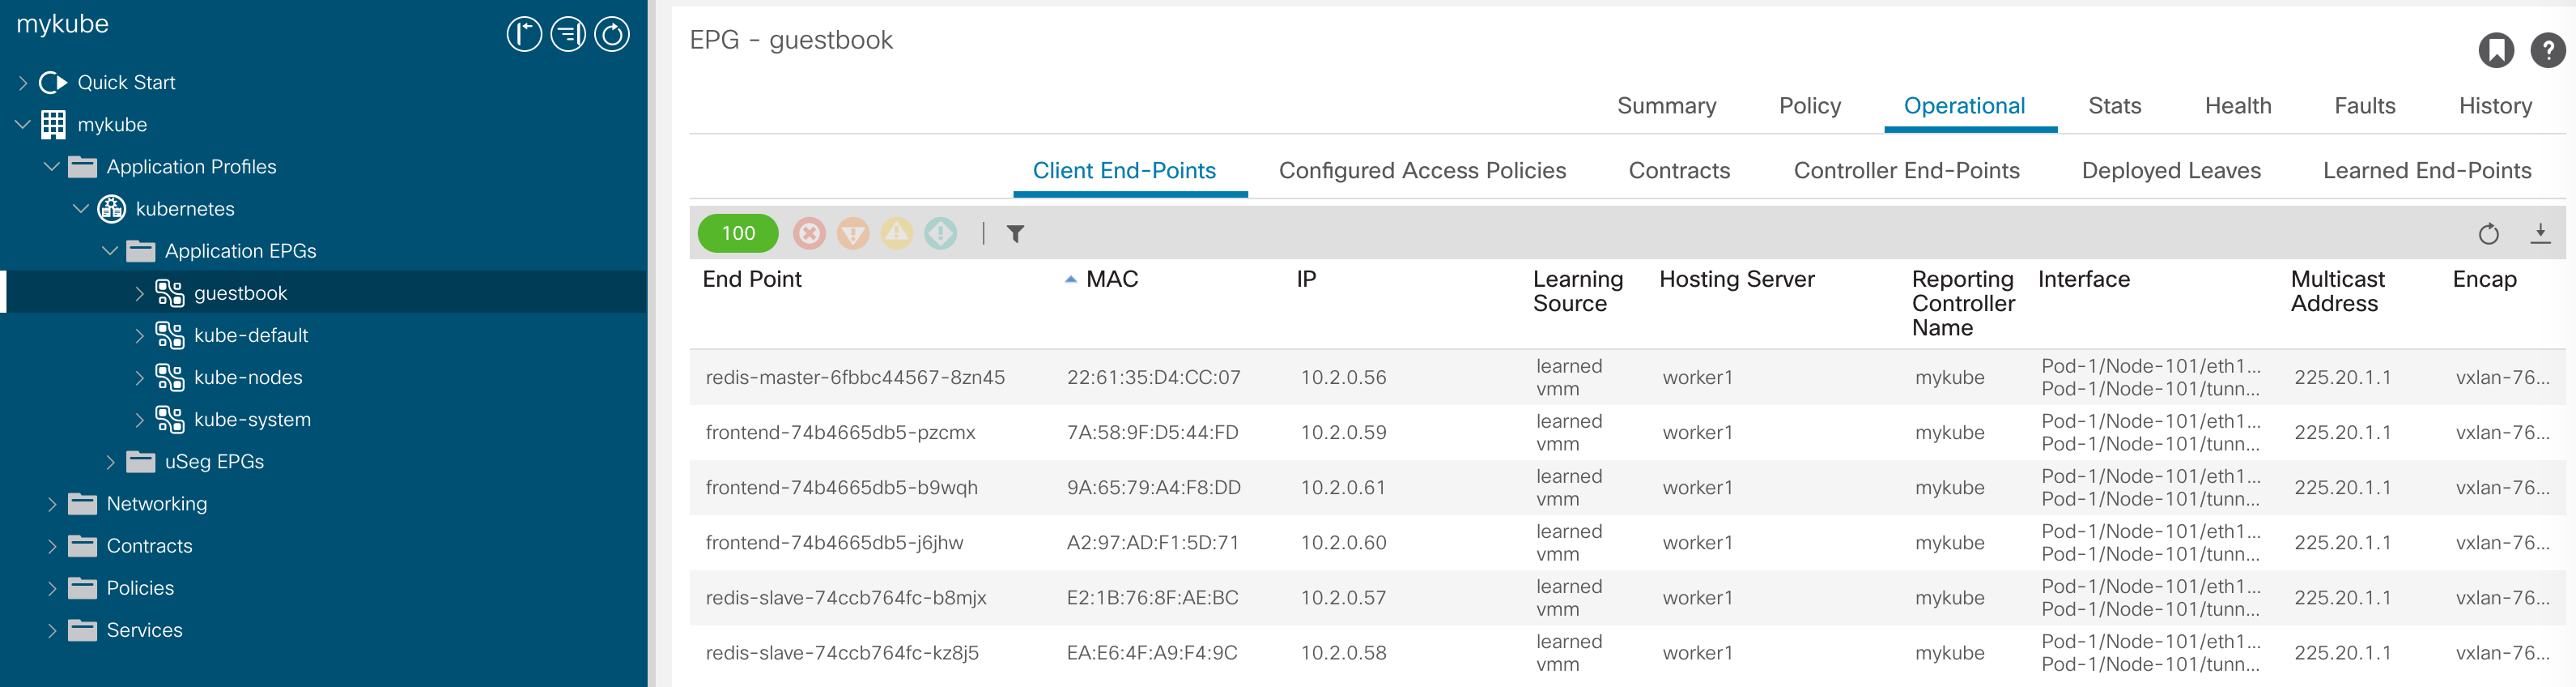 mykube
Quick Start
mykube
Application Profiles
kubernetes
Application EPGs
guestbook
kube-default
kube-nodes
kube-system
uSeg EPGs
Networking
Contracts
Policies
Services
EPG - guestbook
Summary Policy Operational Stats Health Faults History
Client End-Points Configured Access Policies Contracts Controller End-Points Deployed Leaves Learned End-Points
100
End Point MAC IP Learning Source Hosting Server Reporting Controller Name Interface Multicast Address Encap
redis-master-6fbbc44567-8zn45 22:61:35:D4:CC:07 10.2.0.56 learned vmm worker1 mykube Pod-1/Node-101/eth1... Pod-1/Node-101/tunn... 225.20.1.1 vxlan-76...
frontend-74b4665db5-pzcmx 7A:58:9F:D5:44:FD 10.2.0.59 learned vmm worker1 mykube Pod-1/Node-101/eth1... Pod-1/Node-101/tunn... 225.20.1.1 vxlan-76...
frontend-74b4665db5-b9wqh 9A:65:79:A4:F8:DD 10.2.0.61 learned vmm worker1 mykube Pod-1/Node-101/eth1... Pod-1/Node-101/tunn... 225.20.1.1 vxlan-76...
frontend-74b4665db5-j6jhw A2:97:AD:F1:5D:71 10.2.0.60 learned vmm worker1 mykube Pod-1/Node-101/eth1... Pod-1/Node-101/tunn... 225.20.1.1 vxlan-76...
redis-slave-74ccb764fc-b8mjx E2:1B:76:8F:AE:BC 10.2.0.57 learned vmm worker1 mykube Pod-1/Node-101/eth1... Pod-1/Node-101/tunn... 225.20.1.1 vxlan-76...
redis-slave-74ccb764fc-kz8j5 EA:E6:4F:A9:F4:9C 10.2.0.58 learned vmm worker1 mykube Pod-1/Node-101/eth1... Pod-1/Node-101/tunn... 225.20.1.1 vxlan-76...